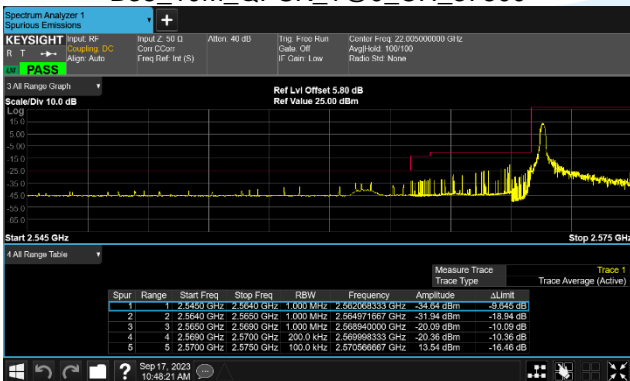 Spectrum Analyzer 1
Spurious Emissions
KEYSIGHT Input: RF Input Z: 50 Ω Atten: 40 dB Trig: Free Run Center Freq: 22.005000000 GHz
R T Coupling: DC Corr CCorr Gate: Off Avg|Hold: 100/100
Align: Auto Freq Ref: Int (S) IF Gain: Low Radio Std: None
PASS
3 All Range Graph
Ref Lvl Offset 5.80 dB
Scale/Div 10.0 dB Ref Value 25.00 dBm
Log
15.0
5.00
-5.00
-15.0
-25.0
-35.0
-45.0
-55.0
-65.0
Start 2.545 GHz Stop 2.575 GHz
4 All Range Table
Measure Trace Trace 1
Trace Type Trace Average (Active)
Spur Range Start Freq Stop Freq RBW Frequency Amplitude ΔLimit
1 1 2.5450 GHz 2.5640 GHz 1.000 MHz 2.562068333 GHz -34.64 dBm -9.645 dB
2 2 2.5640 GHz 2.5650 GHz 1.000 MHz 2.564971667 GHz -31.94 dBm -18.94 dB
3 3 2.5650 GHz 2.5690 GHz 1.000 MHz 2.568940000 GHz -20.09 dBm -10.09 dB
4 4 2.5690 GHz 2.5700 GHz 200.0 kHz 2.569998333 GHz -20.36 dBm -10.36 dB
5 5 2.5700 GHz 2.5750 GHz 100.0 kHz 2.570566667 GHz 13.54 dBm -16.46 dB
Sep 17, 2023
10:48:21 AM